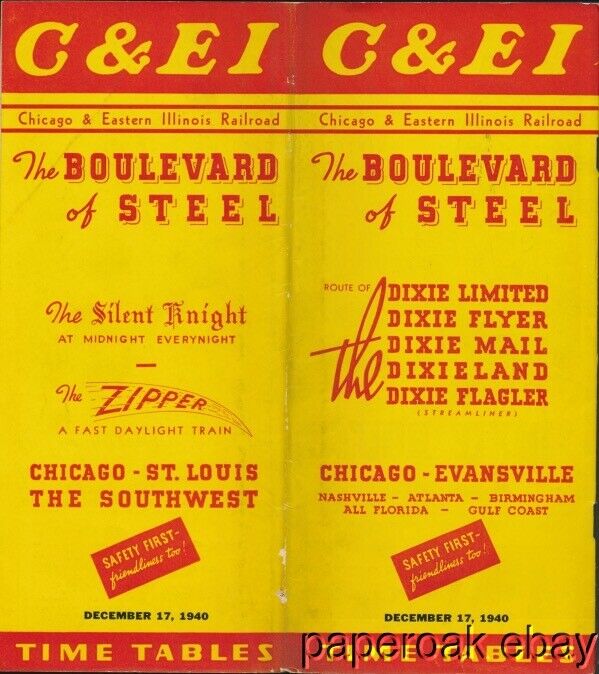 C & EI
Chicago & Eastern Illinois Railroad
The BOULEVARD
of STEEL
The Silent Knight
AT MIDNIGHT EVERYNIGHT
The ZIPPER
A FAST DAYLIGHT TRAIN
CHICAGO - ST. LOUIS
THE SOUTHWEST
SAFETY FIRST-
friendliness too!
DECEMBER 17, 1940
TIME TABLES
C & EI
Chicago & Eastern Illinois Railroad
The BOULEVARD
of STEEL
ROUTE OF
the
DIXIE LIMITED
DIXIE FLYER
DIXIE MAIL
DIXIELAND
DIXIE FLAGLER
(STREAMLINER)
CHICAGO - EVANSVILLE
NASHVILLE - ATLANTA - BIRMINGHAM
ALL FLORIDA - GULF COAST
SAFETY FIRST-
friendliness too!
DECEMBER 17, 1940
TIME TABLES
paperoak ebay